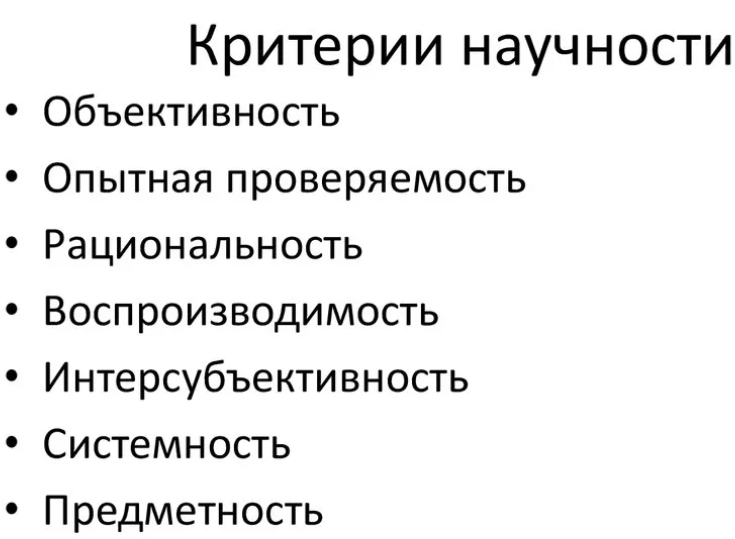 Критерии научности
• Объективность
• Опытная проверяемость
• Рациональность
• Воспроизводимость
• Интерсубъективность
• Системность
• Предметность